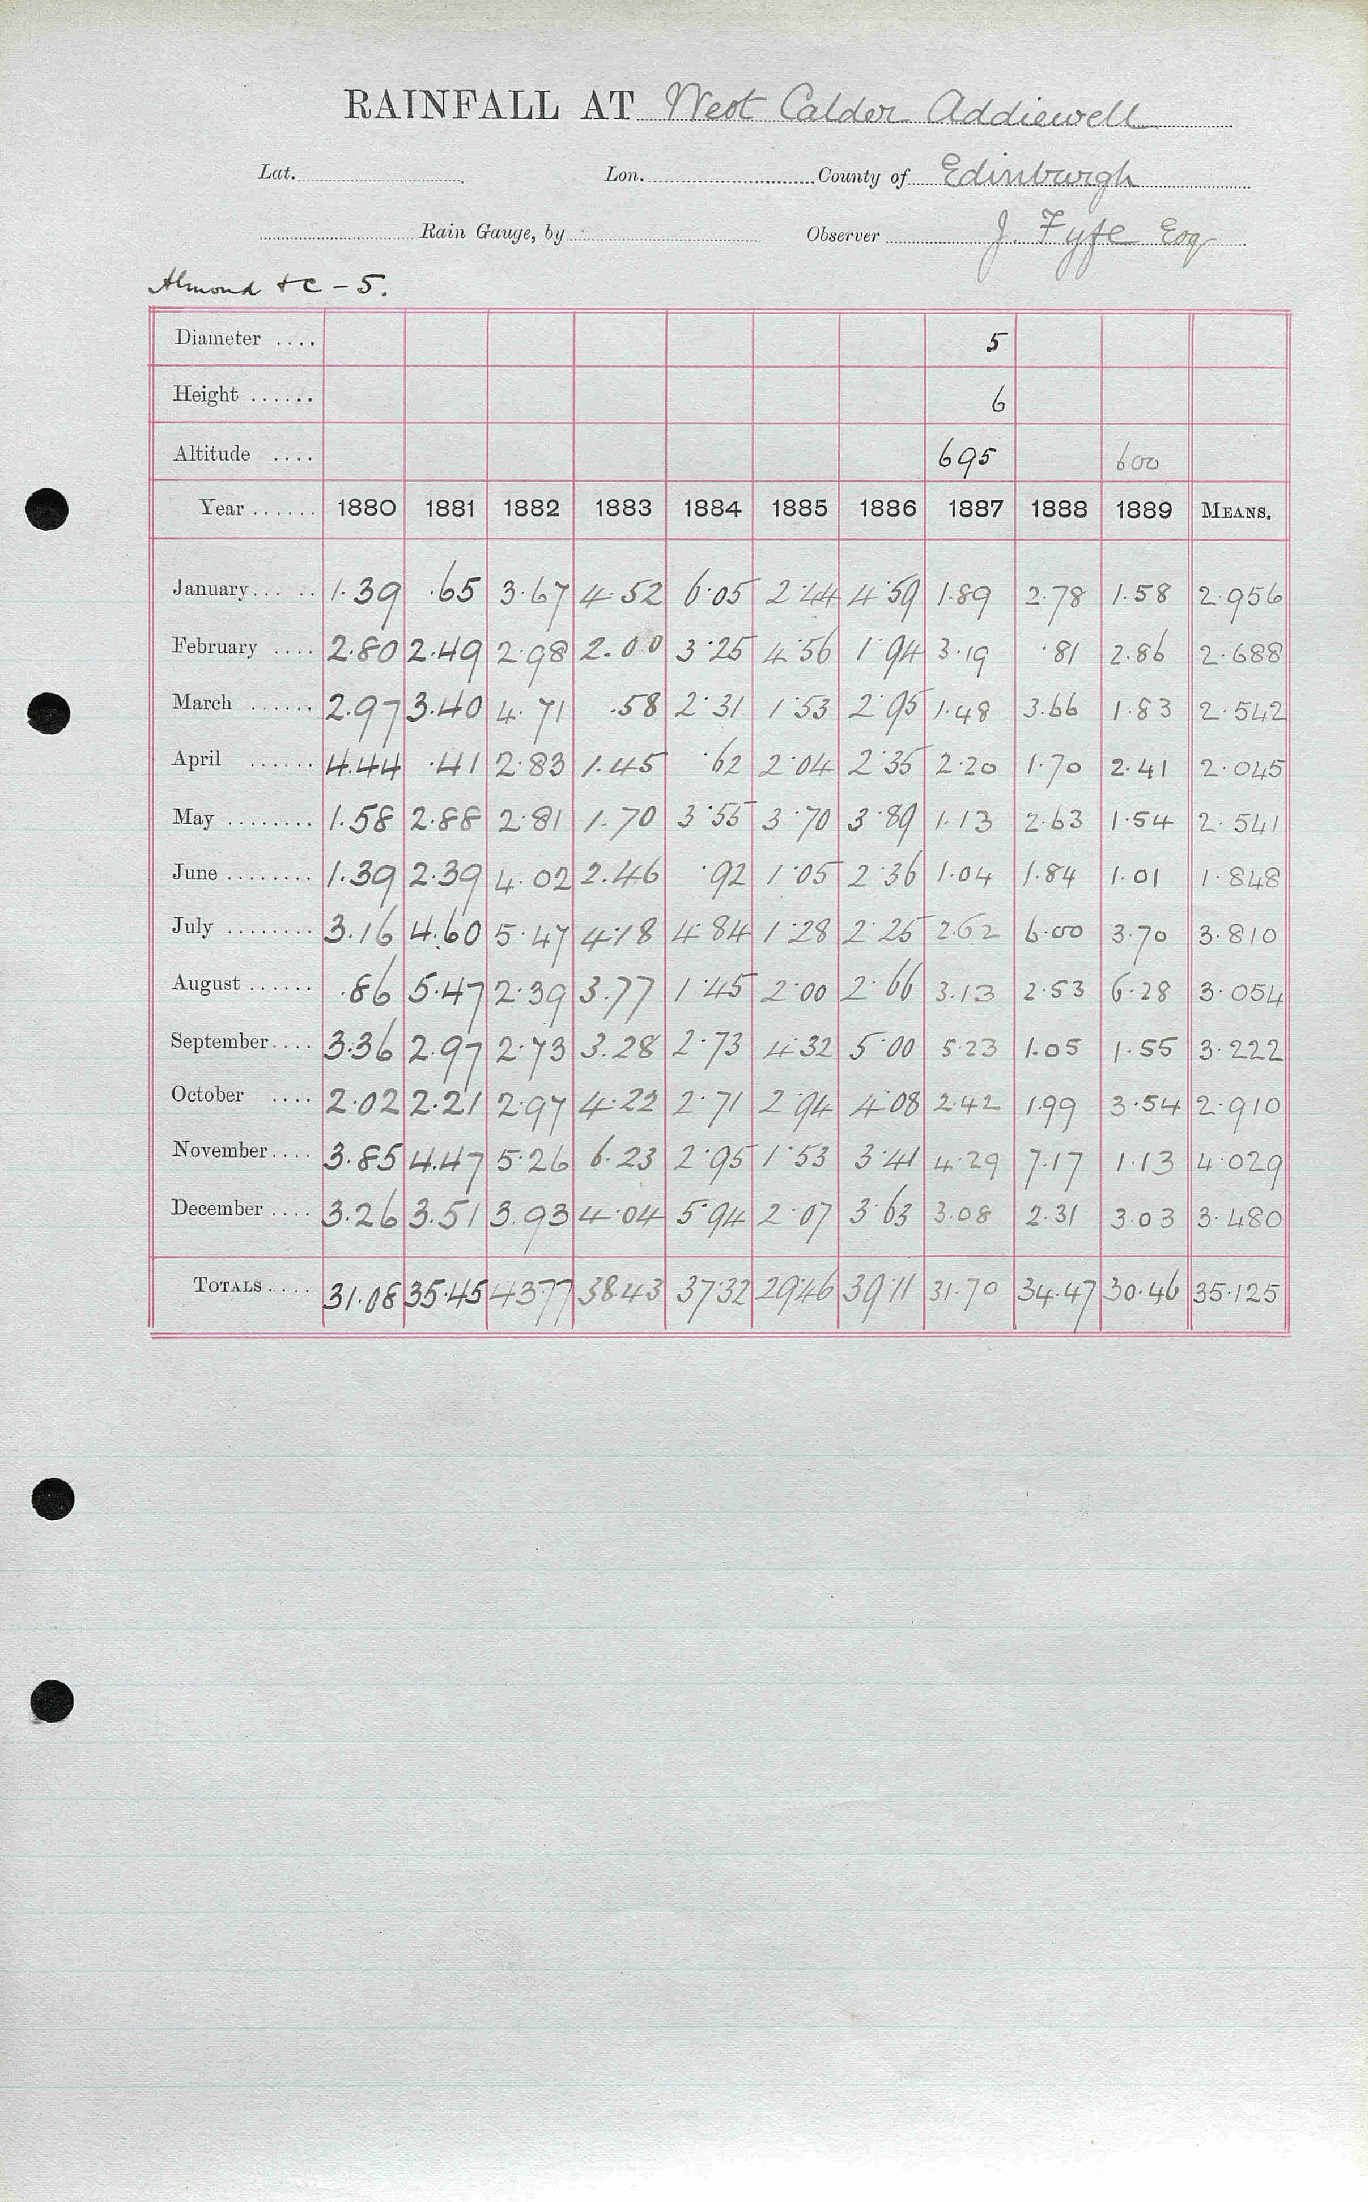 RAINFALL AT West Calder Addiewell
Lat. Lon. County of Edinburgh
Rain Gauge, by Observer J. Fyfe Esq
Almond &c - 5.
Diameter .... 5
Height ...... 6
Altitude .... 695 600
Year ...... 1880 1881 1882 1883 1884 1885 1886 1887 1888 1889 MEANS.
January ... .. 1.39 .65 3.67 4.52 6.05 2.44 4.59 1.89 2.78 1.58 2.956
February .... 2.80 2.49 2.98 2.00 3.25 4.56 1.94 3.19 .81 2.86 2.688
March ...... 2.97 3.40 4.71 .58 2.31 1.53 2.95 1.48 3.66 1.83 2.542
April ...... 4.44 .41 2.83 1.45 .62 2.04 2.35 2.20 1.70 2.41 2.045
May ........ 1.58 2.88 2.81 1.70 3.55 3.70 3.89 1.13 2.63 1.54 2.541
June ........ 1.39 2.39 4.02 2.46 .92 1.05 2.36 1.04 1.84 1.01 1.848
July ........ 3.16 4.60 5.47 4.18 4.84 1.28 2.25 2.62 6.00 3.70 3.810
August ...... .86 5.47 2.39 3.77 1.45 2.00 2.66 3.13 2.53 6.28 3.054
September .... 3.36 2.97 2.73 3.28 2.73 4.32 5.00 5.23 1.05 1.55 3.222
October .... 2.02 2.21 2.97 4.22 2.71 2.94 4.08 2.42 1.99 3.54 2.910
November .... 3.85 4.47 5.26 6.23 2.95 1.53 3.41 4.29 7.17 1.13 4.029
December .... 3.26 3.51 3.93 4.04 5.94 2.07 3.63 3.08 2.31 3.03 3.480
TOTALS .... 31.08 35.45 43.77 38.43 37.32 29.46 39.11 31.70 34.47 30.46 35.125